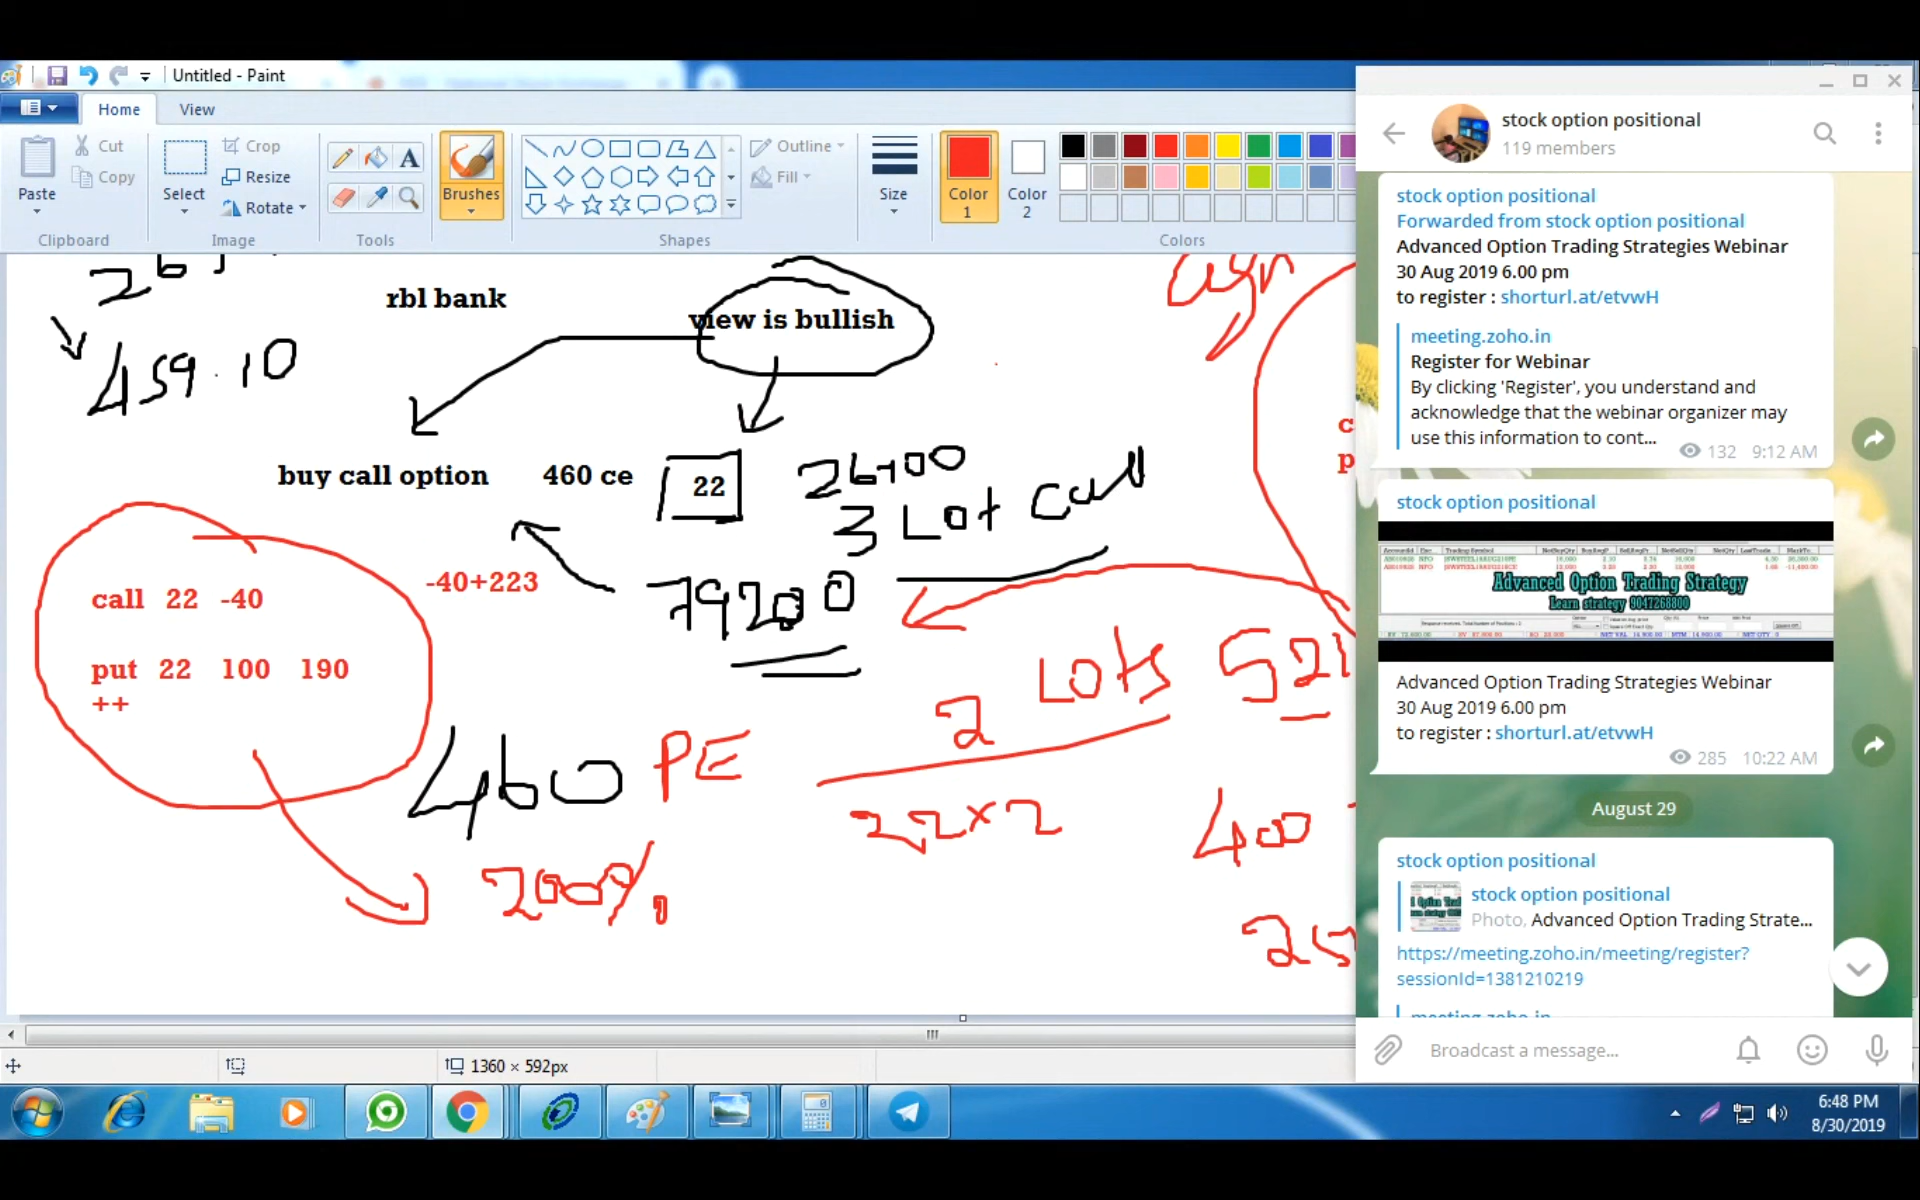 Untitled - Paint
Home
View
Paste
Cut
Copy
Clipboard
Select
Crop
Resize
Rotate
Image
Tools
Brushes
Outline
Fill
Shapes
Size
Color 1
Color 2
Colors
rbl bank
view is bullish
459.10
buy call option 460 ce 22
26400
3 Lot Call
79200
call 22 -40
-40+223
put 22 100 190
++
460 PE
2 Lots
22x2
400
200%
1360 × 592px
stock option positional
119 members
stock option positional
Forwarded from stock option positional
Advanced Option Trading Strategies Webinar
30 Aug 2019 6.00 pm
to register : shorturl.at/etvwH
meeting.zoho.in
Register for Webinar
By clicking 'Register', you understand and
acknowledge that the webinar organizer may
use this information to cont...
132 9:12 AM
stock option positional
Advanced Option Trading Strategy
Learn strategy 9047268800
Advanced Option Trading Strategies Webinar
30 Aug 2019 6.00 pm
to register : shorturl.at/etvwH
285 10:22 AM
August 29
stock option positional
stock option positional
Photo, Advanced Option Trading Strate...
https://meeting.zoho.in/meeting/register?
sessionId=1381210219
Broadcast a message...
6:48 PM
8/30/2019